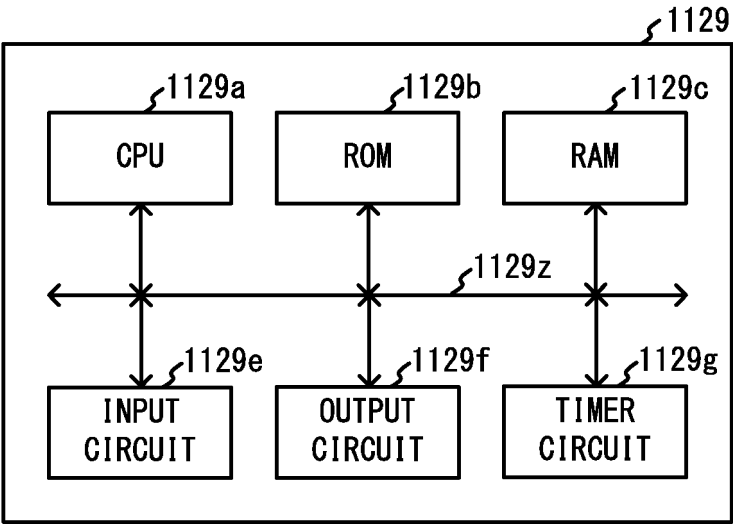 1129
1129a
1129b
1129c
CPU
ROM
RAM
1129z
1129e
1129f
1129g
INPUT
CIRCUIT
OUTPUT
CIRCUIT
TIMER
CIRCUIT